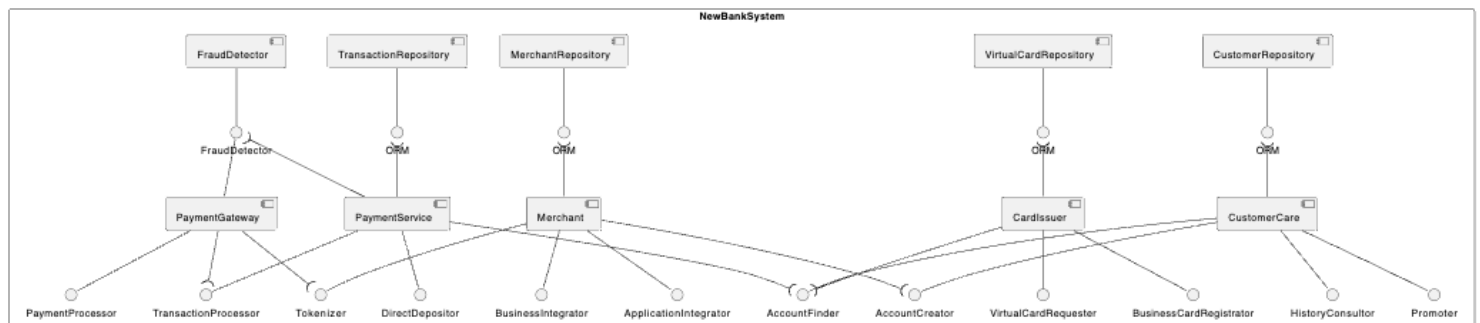 NewBankSystem
FraudDetector
TransactionRepository
MerchantRepository
VirtualCardRepository
CustomerRepository
FraudDetector
ORM
ORM
ORM
ORM
PaymentGateway
PaymentService
Merchant
CardIssuer
CustomerCare
PaymentProcessor
TransactionProcessor
Tokenizer
DirectDepositor
BusinessIntegrator
ApplicationIntegrator
AccountFinder
AccountCreator
VirtualCardRequester
BusinessCardRegistrator
HistoryConsultor
Promoter